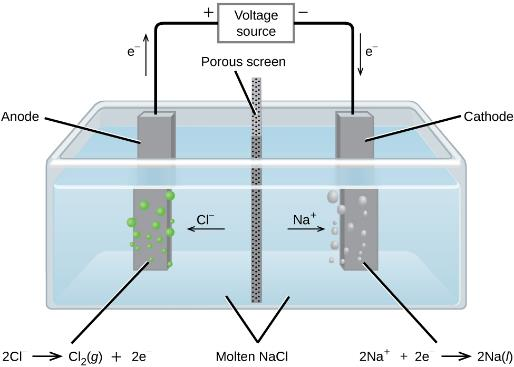 + Voltage source −
e⁻
e⁻
Porous screen
Anode
Cathode
Cl⁻
Na⁺
2Cl ⟶ Cl₂(g) + 2e
Molten NaCl
2Na⁺ + 2e ⟶ 2Na(l)